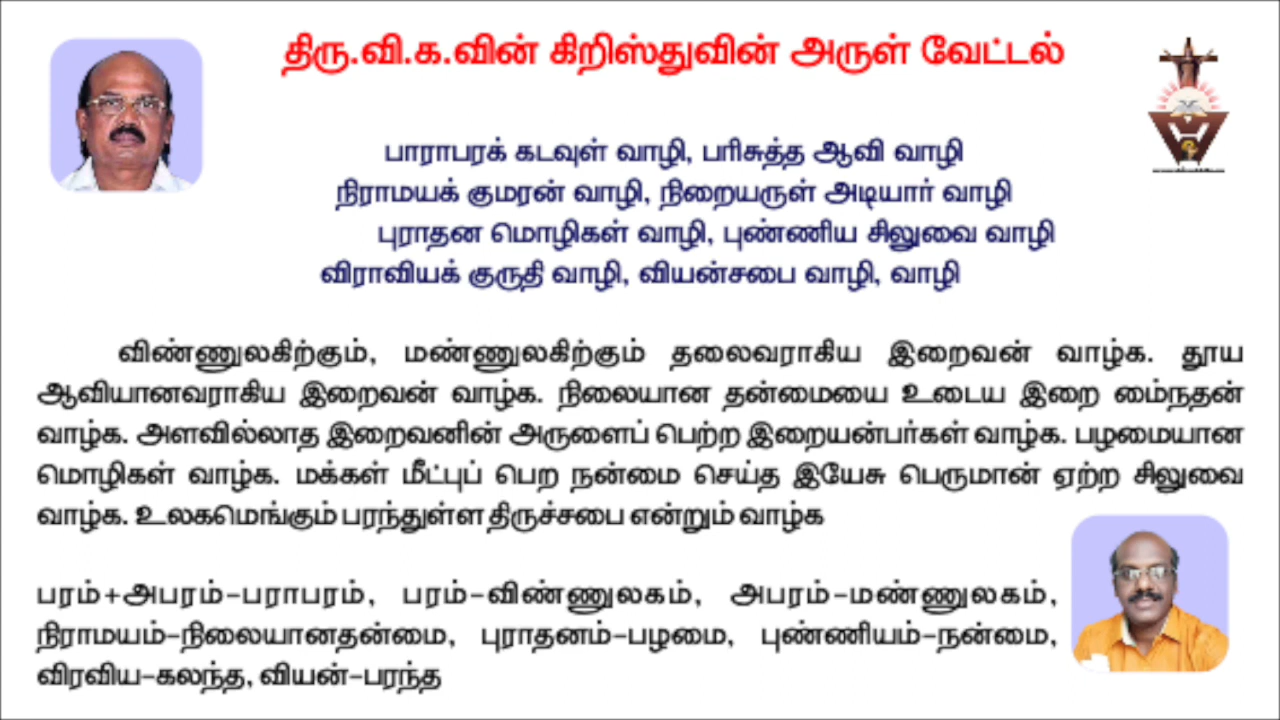 திரு.வி.க.வின் கிறிஸ்துவின் அருள் வேட்டல்
பாராபரக் கடவுள் வாழி, பரிசுத்த ஆவி வாழி
நிராமயக் குமரன் வாழி, நிறையருள் அடியார் வாழி
புராதன மொழிகள் வாழி, புண்ணிய சிலுவை வாழி
விராவியக் குருதி வாழி, வியன்சபை வாழி, வாழி
விண்ணுலகிற்கும், மண்ணுலகிற்கும் தலைவராகிய இறைவன் வாழ்க. தூய
ஆவியானவராகிய இறைவன் வாழ்க. நிலையான தன்மையை உடைய இறை மைந்தன்
வாழ்க. அளவில்லாத இறைவனின் அருளைப் பெற்ற இறையன்பர்கள் வாழ்க. பழமையான
மொழிகள் வாழ்க. மக்கள் மீட்புப் பெற நன்மை செய்த இயேசு பெருமான் ஏற்ற சிலுவை
வாழ்க. உலகமெங்கும் பரந்துள்ள திருச்சபை என்றும் வாழ்க
பரம்+அபரம்-பராபரம், பரம்-விண்ணுலகம், அபரம்-மண்ணுலகம்,
நிராமயம்-நிலையானதன்மை, புராதனம்-பழமை, புண்ணியம்-நன்மை,
விரவிய-கலந்த, வியன்-பரந்த